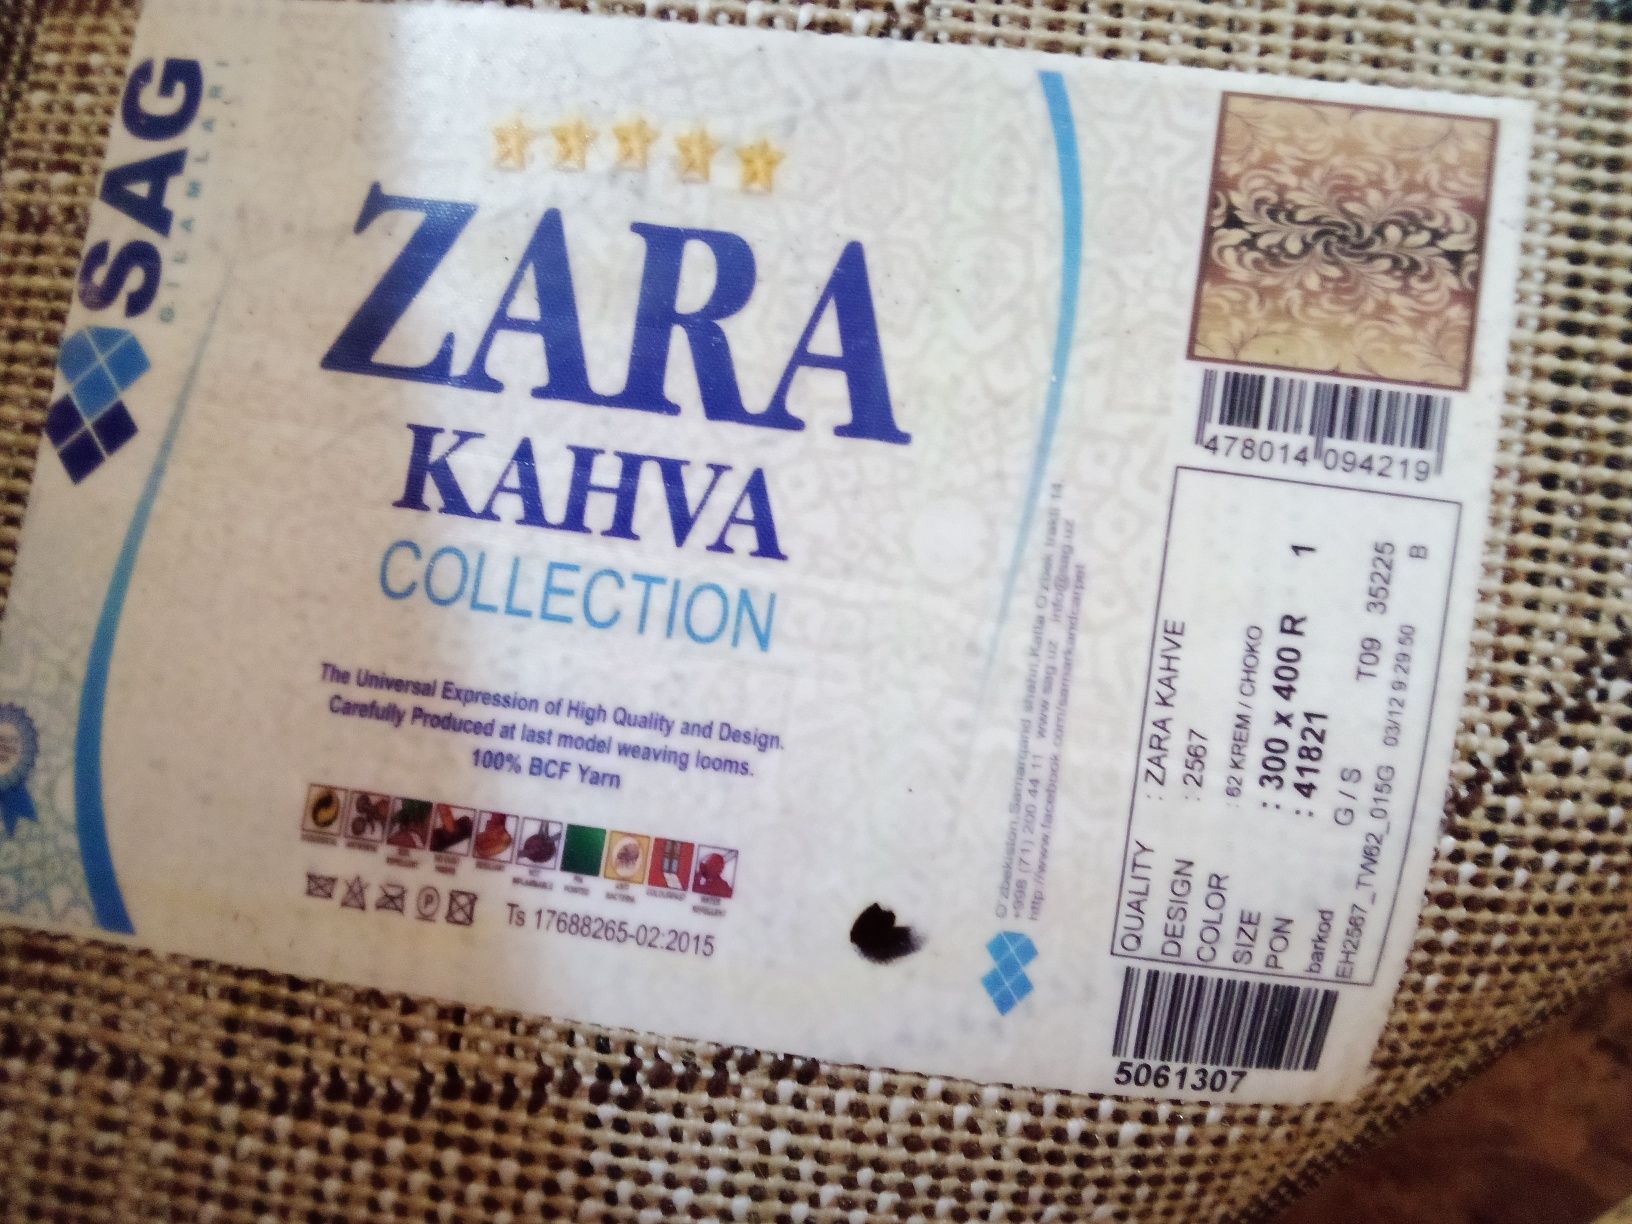 SAG
GILAMLARI
ZARA
KAHVA
COLLECTION
The Universal Expression of High Quality and Design.
Carefully Produced at last model weaving looms.
100% BCF Yarn
Ts 17688265-02:2015
O'zbekiston, Samarqand shahri, Katta O'zbek trakti 14
+998 (71) 200 44 11 www.sag.uz info@sag.uz
http://www.facebook.com/samarkandcarpet
478014 094219
QUALITY : ZARA KAHVE
DESIGN : 2567
COLOR : 62 KREM / CHOKO
SIZE : 300 x 400 R 1
PON : 41821
barkod G / S T09 35225
EH2567_TW62_015G 03/12 9:29:50 B
5061307